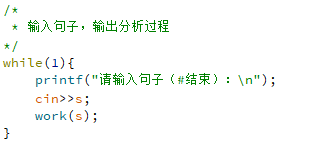 /*
 * 输入句子，输出分析过程
*/
while(1){
    printf("请输入句子（#结束）：\n");
    cin>>s;
    work(s);
}